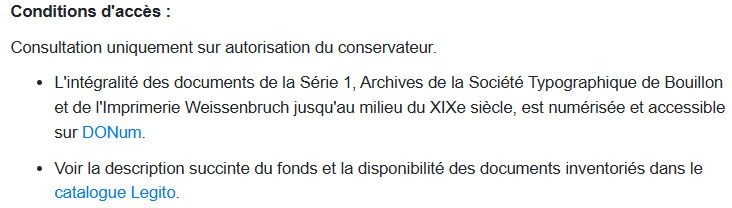 Conditions d'accès :
Consultation uniquement sur autorisation du conservateur.
• L'intégralité des documents de la Série 1, Archives de la Société Typographique de Bouillon
et de l'Imprimerie Weissenbruch jusqu'au milieu du XIXe siècle, est numérisée et accessible
sur DONum.
• Voir la description succinte du fonds et la disponibilité des documents inventoriés dans le
catalogue Legito.